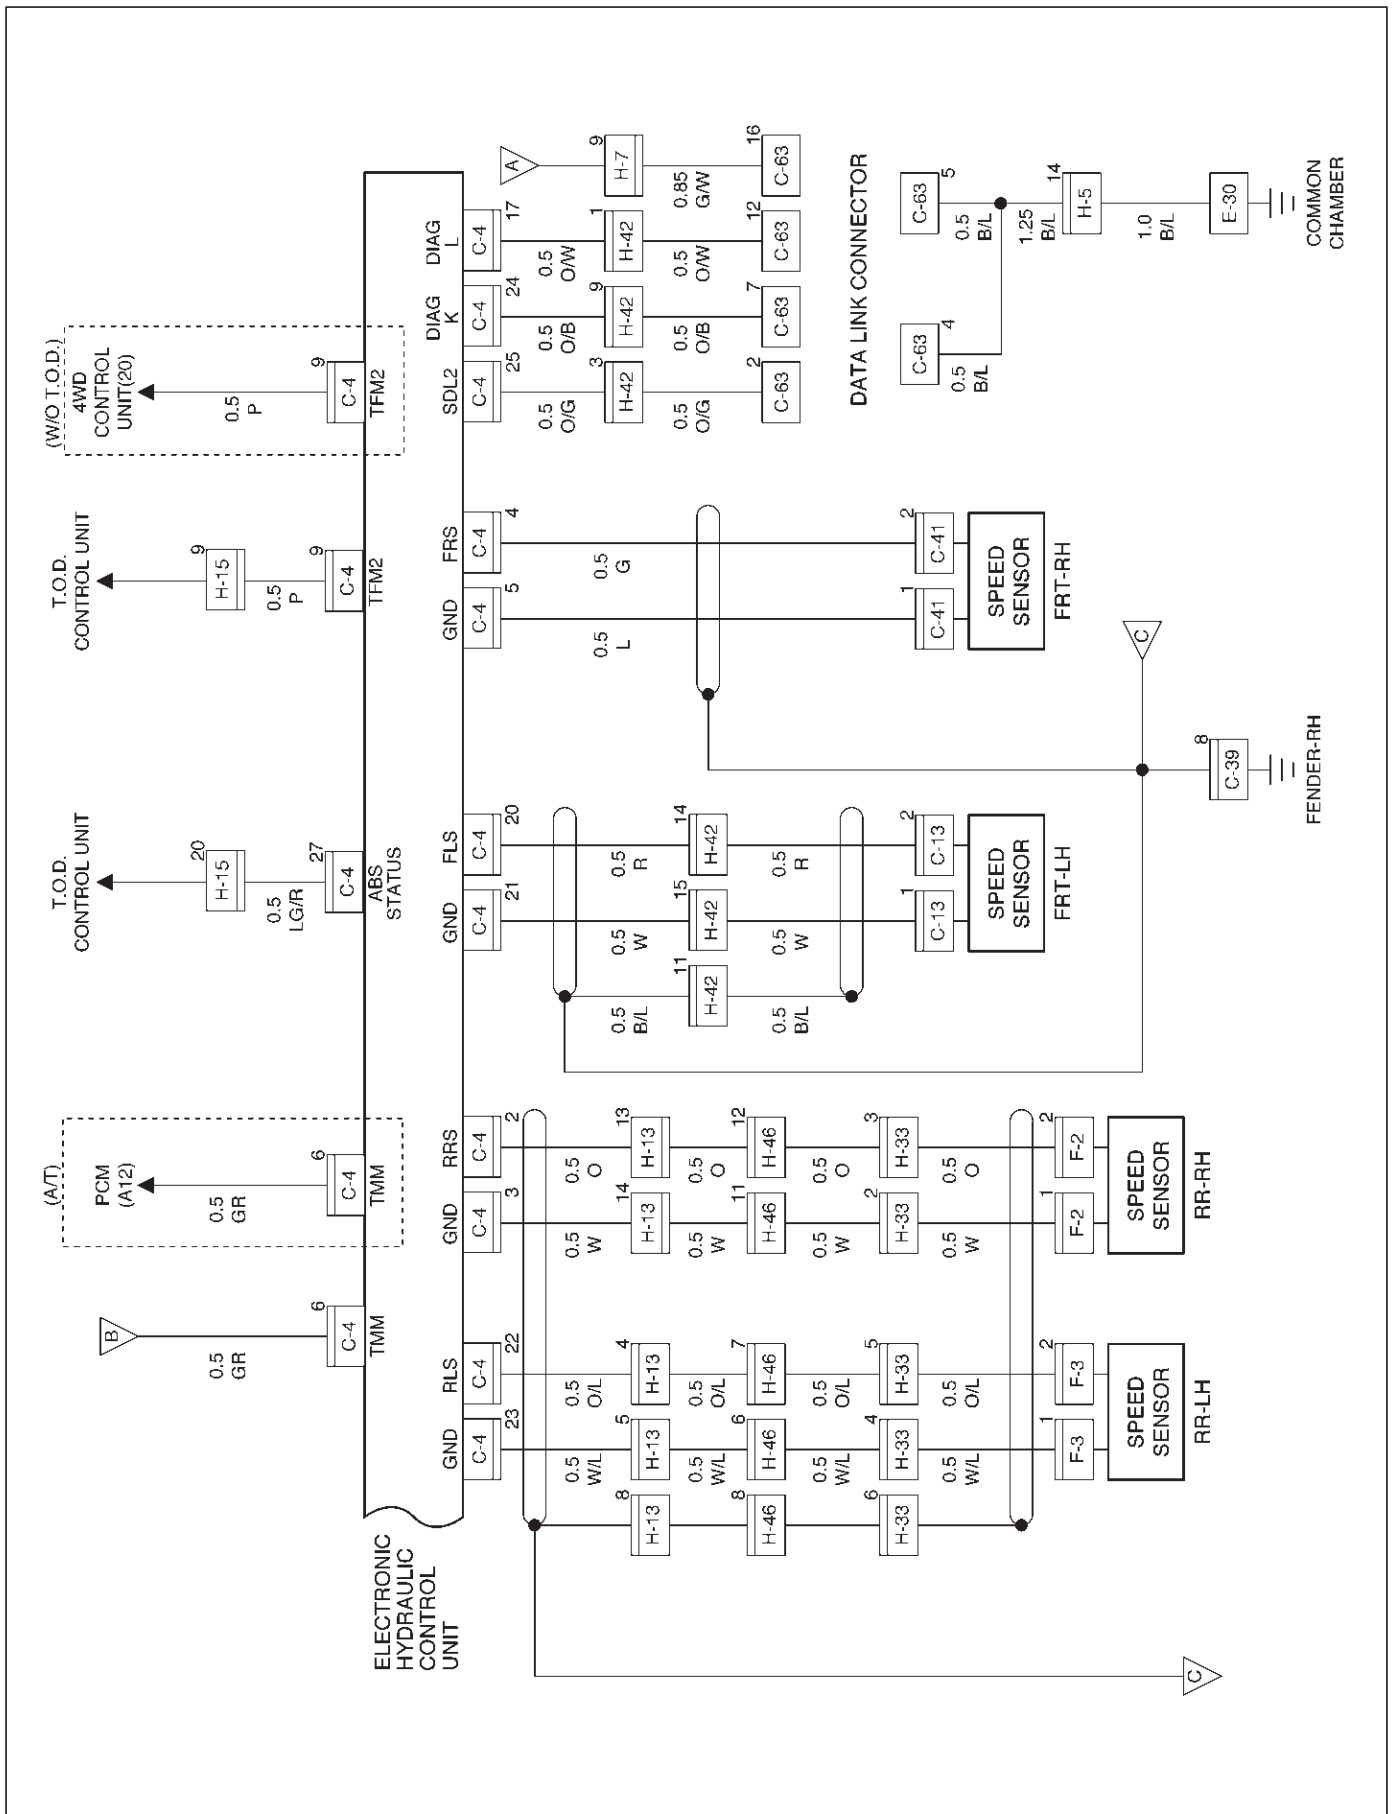 B
0.5
GR
6
C-4
TMM
(A/T)
PCM
(A12)
0.5
GR
6
C-4
TMM
T.O.D.
CONTROL UNIT
20
H-15
0.5
LG/R
27
C-4
ABS
STATUS
T.O.D.
CONTROL UNIT
9
H-15
0.5
P
9
C-4
TFM2
(W/O T.O.D.)
4WD
CONTROL
UNIT(20)
0.5
P
9
C-4
TFM2
ELECTRONIC
HYDRAULIC
CONTROL
UNIT
8
H-13
8
H-46
6
H-33
GND
C-4
23
0.5
W/L
5
H-13
0.5
W/L
6
H-46
0.5
W/L
4
H-33
0.5
W/L
1
F-3
RLS
C-4
22
0.5
O/L
4
H-13
0.5
O/L
7
H-46
0.5
O/L
5
H-33
0.5
O/L
2
F-3
SPEED
SENSOR
RR-LH
GND
C-4
3
0.5
W
14
H-13
0.5
W
11
H-46
0.5
W
2
H-33
0.5
W
1
F-2
RRS
C-4
2
0.5
O
13
H-13
0.5
O
12
H-46
0.5
O
3
H-33
0.5
O
2
F-2
SPEED
SENSOR
RR-RH
C
0.5
B/L
11
H-42
0.5
B/L
GND
C-4
21
0.5
W
15
H-42
0.5
W
1
C-13
FLS
C-4
20
0.5
R
14
H-42
0.5
R
2
C-13
SPEED
SENSOR
FRT-LH
GND
C-4
5
0.5
L
1
C-41
FRS
C-4
4
0.5
G
2
C-41
SPEED
SENSOR
FRT-RH
C
8
C-39
FENDER-RH
SDL2
C-4
25
0.5
O/G
3
H-42
0.5
O/G
2
C-63
DIAG
K
C-4
24
0.5
O/B
9
H-42
0.5
O/B
7
C-63
DIAG
L
C-4
17
0.5
O/W
1
H-42
0.5
O/W
12
C-63
A
9
H-7
0.85
G/W
16
C-63
DATA LINK CONNECTOR
C-63
4
0.5
B/L
C-63
5
0.5
B/L
1.25
B/L
14
H-5
1.0
B/L
E-30
COMMON
CHAMBER